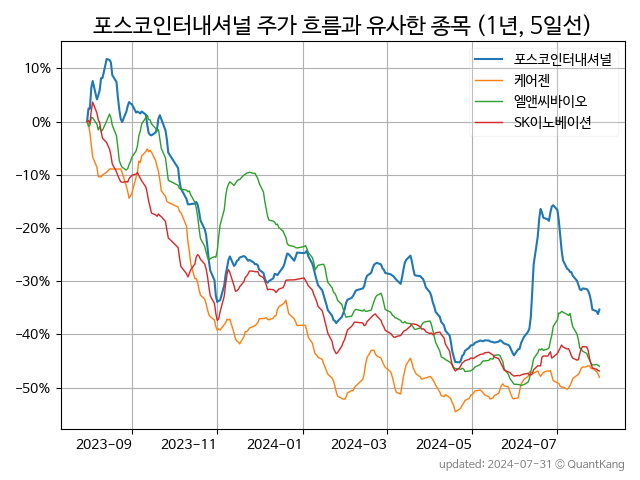 포스코인터내셔널 주가 흐름과 유사한 종목 (1년, 5일선)
포스코인터내셔널
케어젠
엘앤씨바이오
SK이노베이션
10%
0%
−10%
−20%
−30%
−40%
−50%
2023-09 2023-11 2024-01 2024-03 2024-05 2024-07
updated: 2024-07-31 © QuantKang